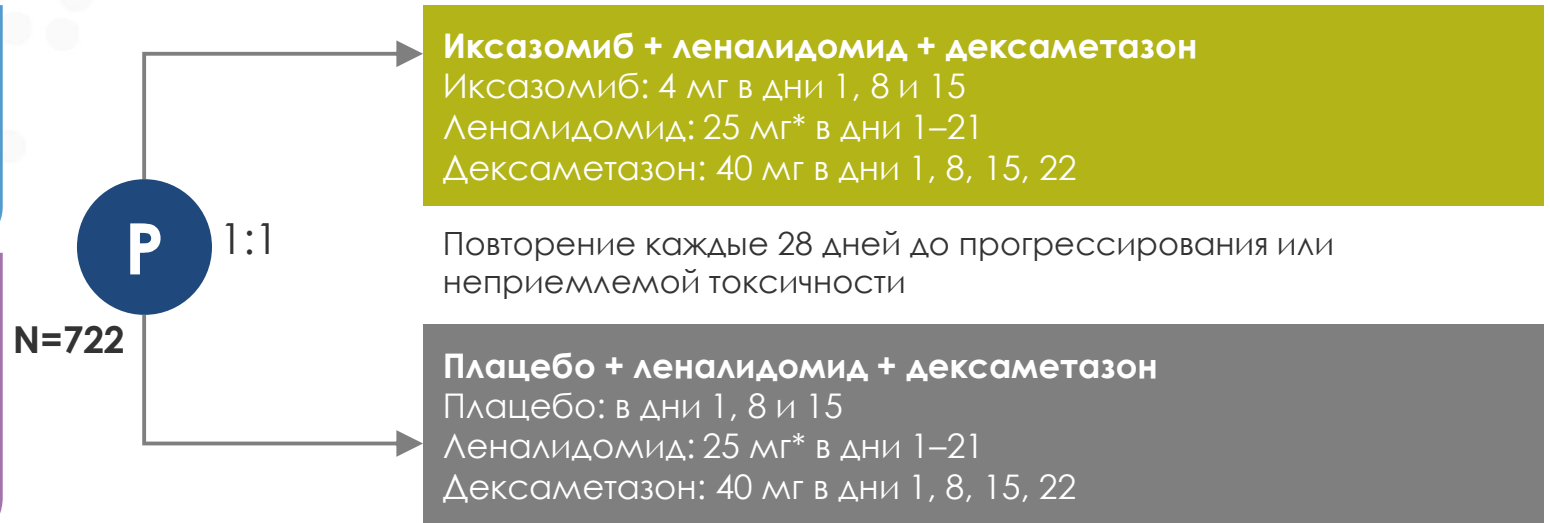 Иксазомиб + леналидомид + дексаметазон
Иксазомиб: 4 мг в дни 1, 8 и 15
Леналидомид: 25 мг* в дни 1–21
Дексаметазон: 40 мг в дни 1, 8, 15, 22
Р
1:1
Повторение каждые 28 дней до прогрессирования или
неприемлемой токсичности
N=722
Плацебо + леналидомид + дексаметазон
Плацебо: в дни 1, 8 и 15
Леналидомид: 25 мг* в дни 1–21
Дексаметазон: 40 мг в дни 1, 8, 15, 22